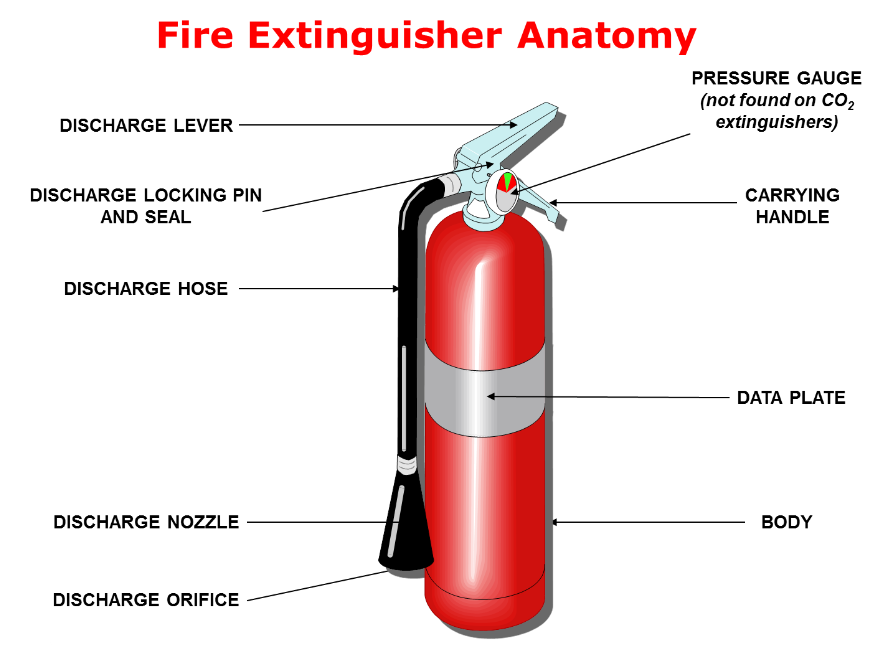 Fire Extinguisher Anatomy
PRESSURE GAUGE
(not found on CO₂
extinguishers)
DISCHARGE LEVER
DISCHARGE LOCKING PIN
AND SEAL
CARRYING
HANDLE
DISCHARGE HOSE
DATA PLATE
DISCHARGE NOZZLE
BODY
DISCHARGE ORIFICE